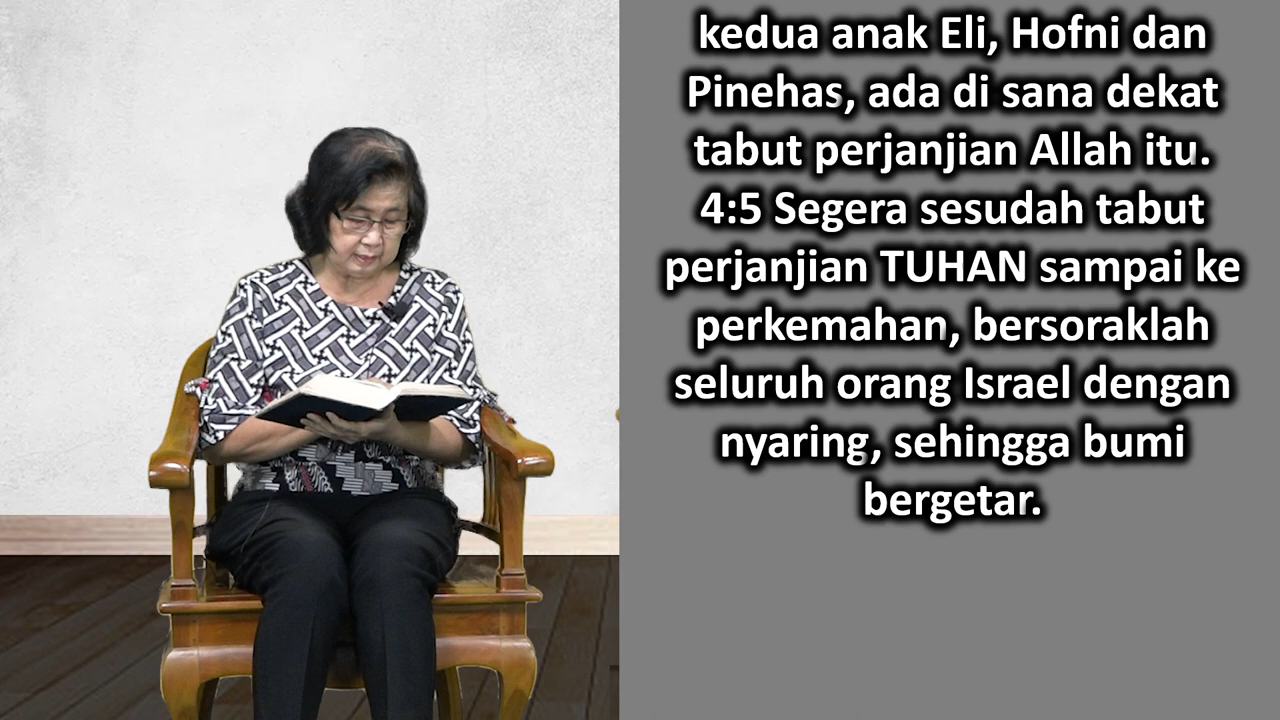 kedua anak Eli, Hofni dan
Pinehas, ada di sana dekat
tabut perjanjian Allah itu.
4:5 Segera sesudah tabut
perjanjian TUHAN sampai ke
perkemahan, bersoraklah
seluruh orang Israel dengan
nyaring, sehingga bumi
bergetar.